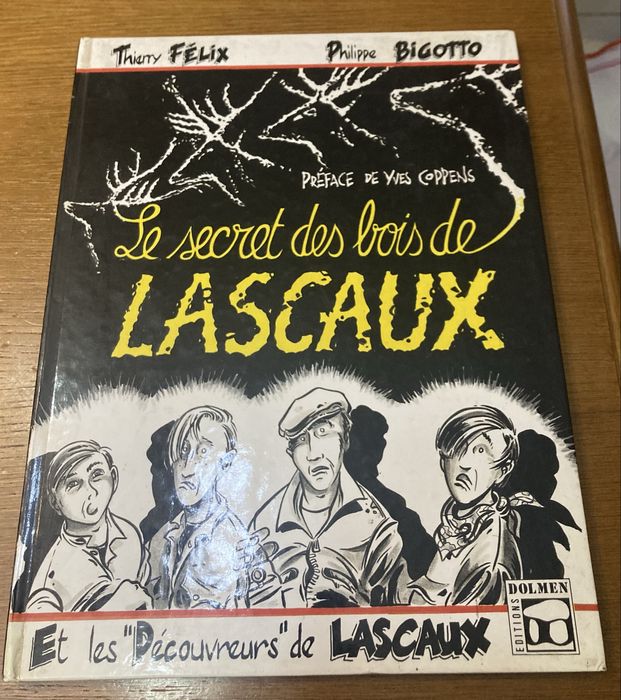 Thierry FÉLIX Philippe BIGOTTO
PRÉFACE DE YVES COPPENS
Le secret des bois de
LASCAUX
Et les "Découvreurs" de LASCAUX
EDITIONS DOLMEN